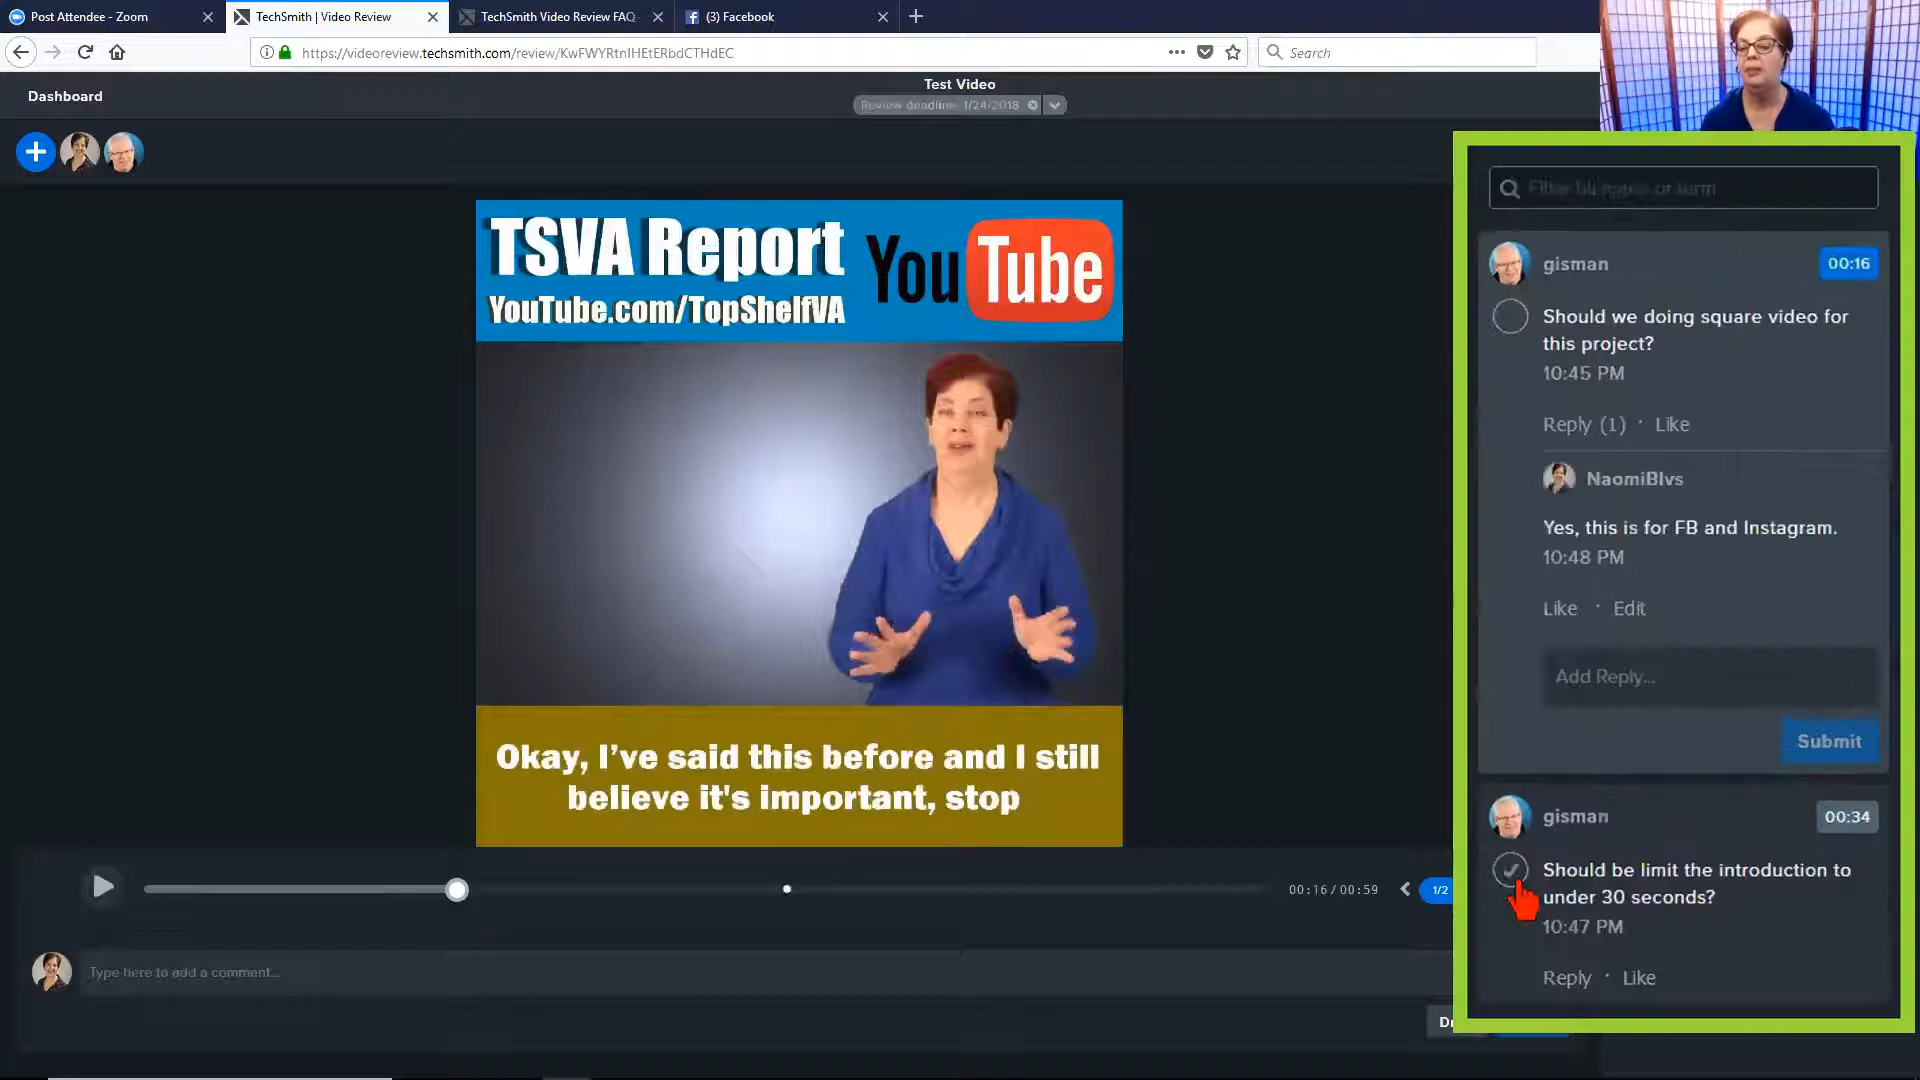 Post Attendee - Zoom
TechSmith | Video Review
TechSmith Video Review FAQ
(3) Facebook
https://videoreview.techsmith.com/review/KwFWYRtnIHEtERbdCTHdEC
Search
Dashboard
Test Video
Review deadline 1/24/2018
TSVA Report
YouTube.com/TopShelfVA
YouTube
Okay, I've said this before and I still
believe it's important, stop
00:16 / 00:59
1/2
Type here to add a comment...
gisman
00:16
Should we doing square video for
this project?
10:45 PM
Reply (1) · Like
NaomiBlvs
Yes, this is for FB and Instagram.
10:48 PM
Like · Edit
Add Reply...
Submit
gisman
00:34
Should be limit the introduction to
under 30 seconds?
10:47 PM
Reply · Like